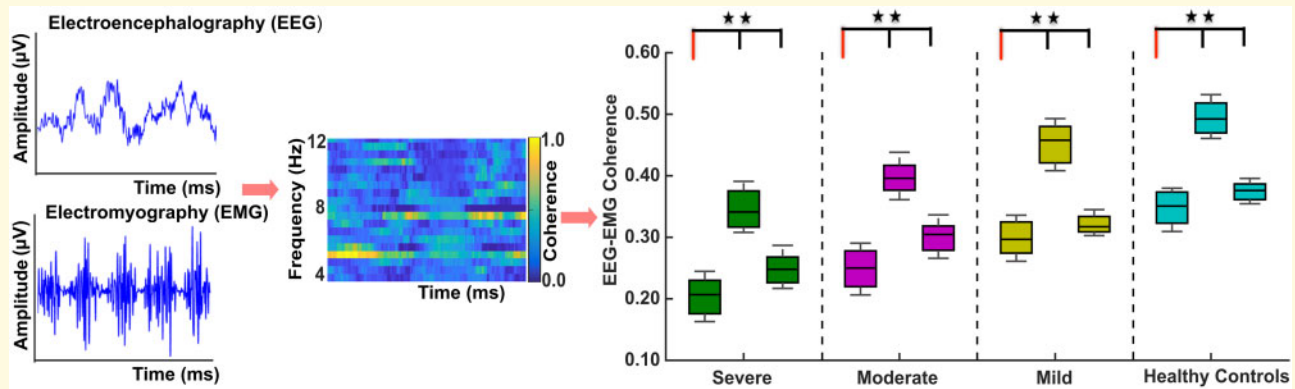 Electroencephalography (EEG)
Amplitude (μV)
Time (ms)
Electromyography (EMG)
Amplitude (μV)
Time (ms)
Frequency (Hz)
12
8
4
Time (ms)
1.0
Coherence
0.0
★★ ★★ ★★ ★★
EEG-EMG Coherence
0.60
0.50
0.40
0.30
0.20
0.10
Severe Moderate Mild Healthy Controls